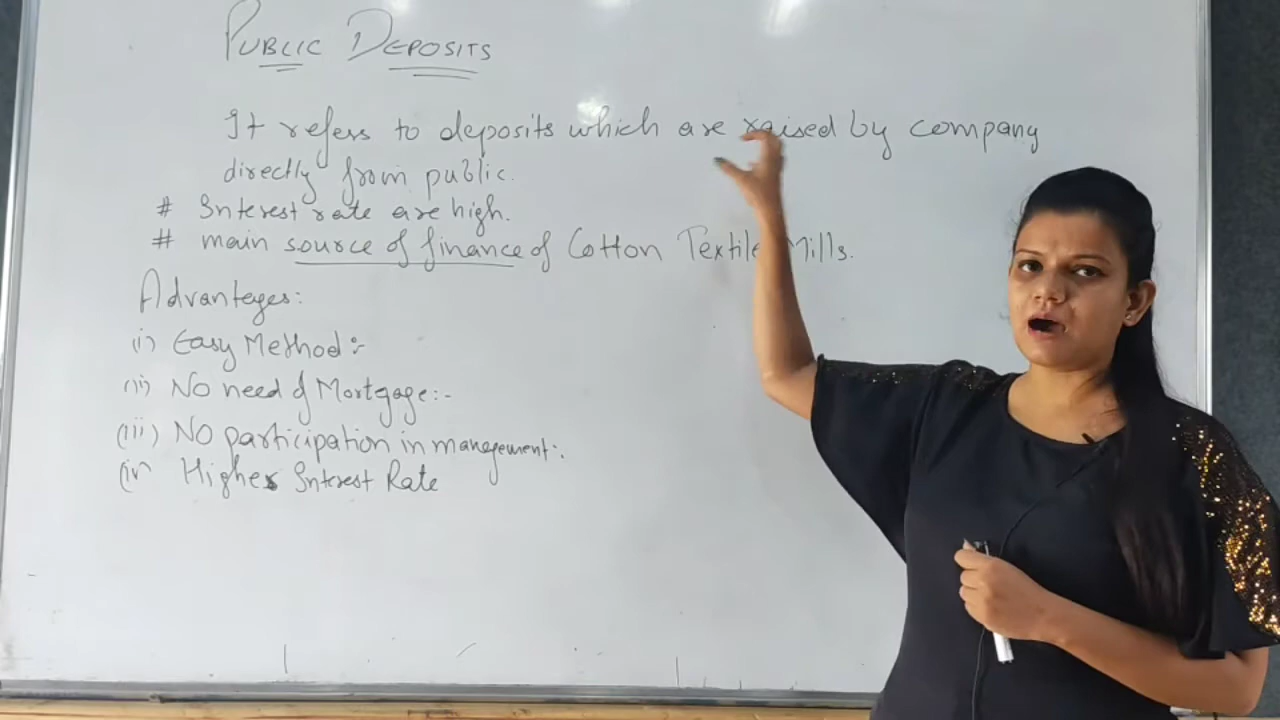 PUBLIC DEPOSITS
It refers to deposits which are raised by company
directly from public.
# Interest rate are high.
# main source of finance of Cotton Textile Mills.
Advanteges:
(i) Easy Method:-
(ii) No need of Mortgage:-
(iii) No participation in management:.
(iv Higher Interest Rate